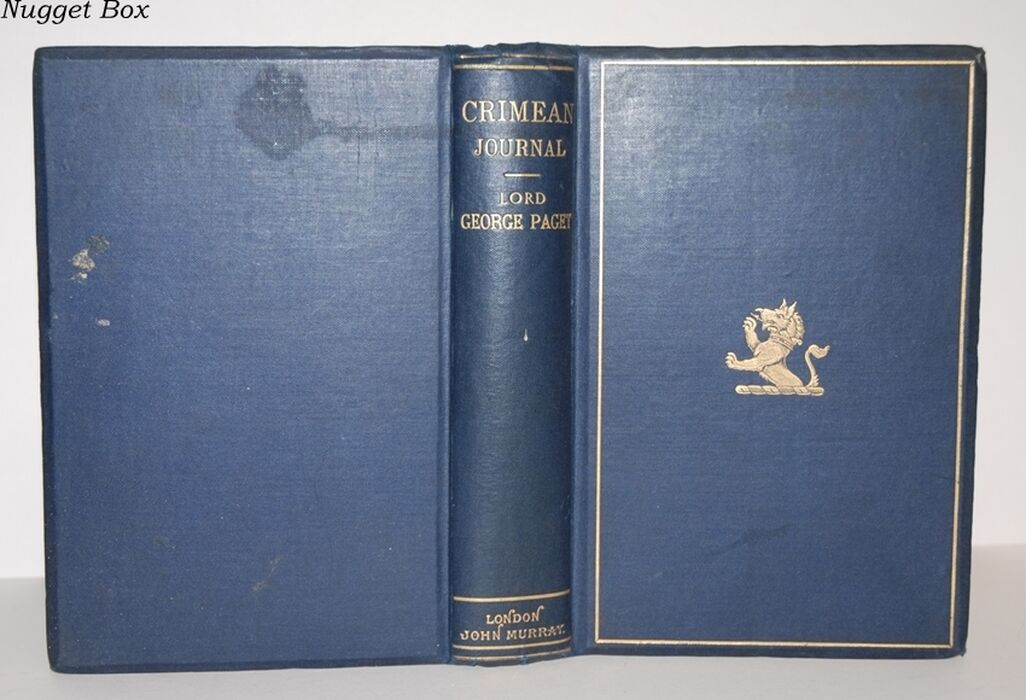 Nugget Box
CRIMEAN
JOURNAL
LORD
GEORGE PAGET
LONDON
JOHN MURRAY.